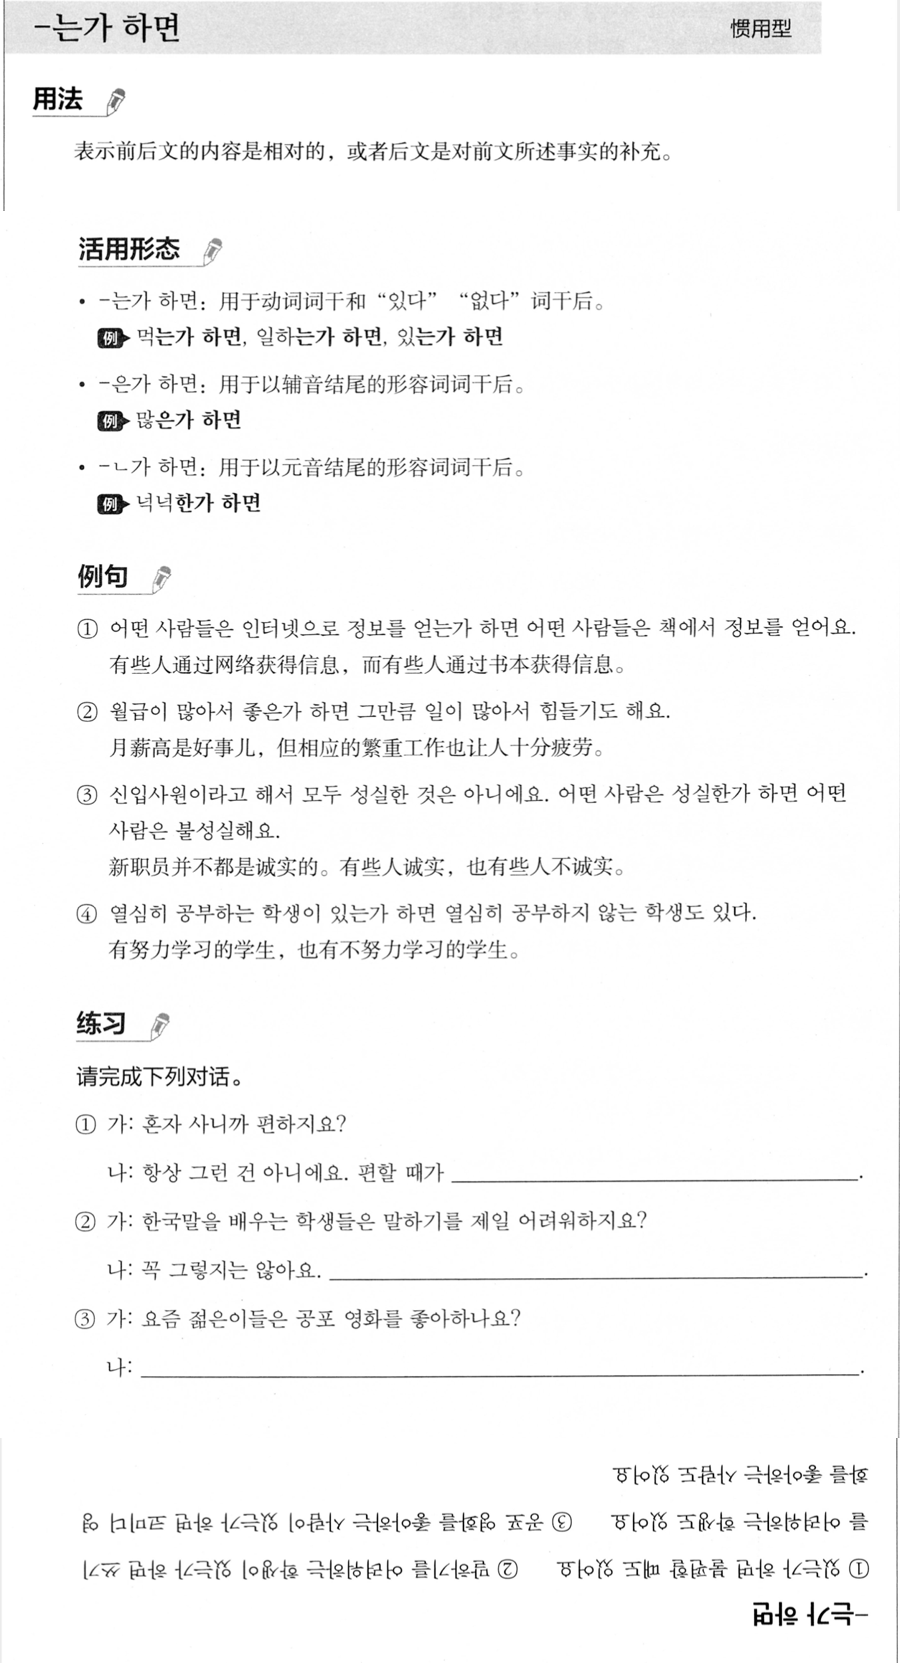 -는가 하면
惯用型
用法
表示前后文的内容是相对的，或者后文是对前文所述事实的补充。
活用形态
• -는가 하면：用于动词词干和“있다”“없다”词干后。
例 먹는가 하면, 일하는가 하면, 있는가 하면
• -은가 하면：用于以辅音结尾的形容词词干后。
例 많은가 하면
• -ㄴ가 하면：用于以元音结尾的形容词词干后。
例 넉넉한가 하면
例句
① 어떤 사람들은 인터넷으로 정보를 얻는가 하면 어떤 사람들은 책에서 정보를 얻어요.
有些人通过网络获得信息，而有些人通过书本获得信息。
② 월급이 많아서 좋은가 하면 그만큼 일이 많아서 힘들기도 해요.
月薪高是好事儿，但相应的繁重工作也让人十分疲劳。
③ 신입사원이라고 해서 모두 성실한 것은 아니에요. 어떤 사람은 성실한가 하면 어떤
사람은 불성실해요.
新职员并不都是诚实的。有些人诚实，也有些人不诚实。
④ 열심히 공부하는 학생이 있는가 하면 열심히 공부하지 않는 학생도 있다.
有努力学习的学生，也有不努力学习的学生。
练习
请完成下列对话。
① 가: 혼자 사니까 편하지요?
나: 항상 그런 건 아니에요. 편할 때가 ______.
② 가: 한국말을 배우는 학생들은 말하기를 제일 어려워하지요?
나: 꼭 그렇지는 않아요. ______.
③ 가: 요즘 젊은이들은 공포 영화를 좋아하나요?
나: ______.
-는가 하면
① 있는가 하면 불편할 때도 있어요 ② 말하기를 어려워하는 학생이 있는가 하면 쓰기
를 어려워하는 학생도 있어요 ③ 공포 영화를 좋아하는 사람이 있는가 하면 코미디 영
화를 좋아하는 사람도 있어요